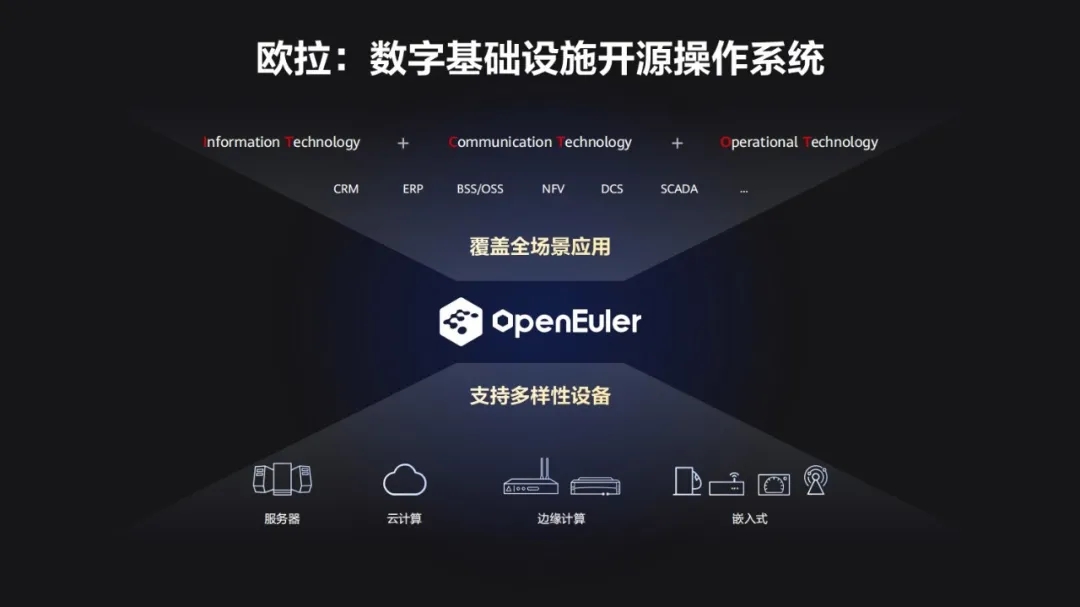 欧拉：数字基础设施开源操作系统
Information Technology + Communication Technology + Operational Technology
CRM ERP BSS/OSS NFV DCS SCADA ...
覆盖全场景应用
OpenEuler
支持多样性设备
服务器 云计算 边缘计算 嵌入式